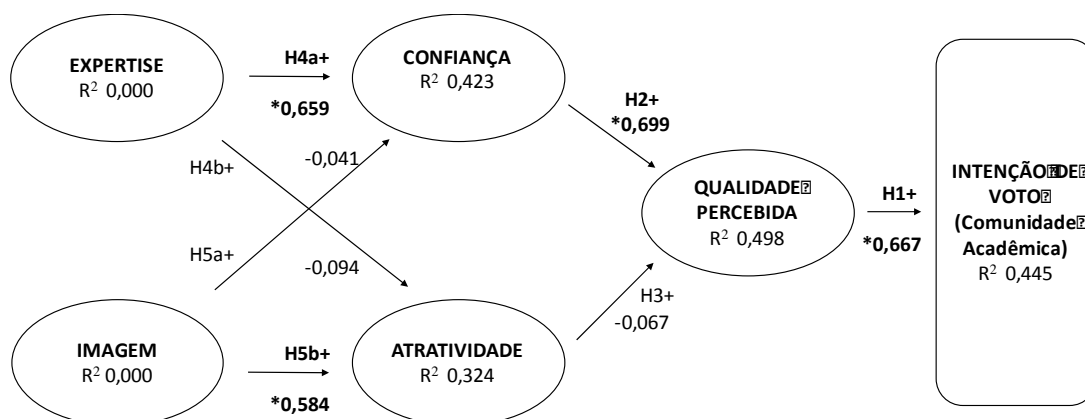 EXPERTISE
R² 0,000
H4a+
*0,659
CONFIANÇA
R² 0,423
H2+
*0,699
H4b+
-0,041
H5a+
-0,094
QUALIDADE
PERCEBIDA
R² 0,498
H1+
*0,667
INTENÇÃO DE
VOTO
(Comunidade
Acadêmica)
R² 0,445
H3+
-0,067
IMAGEM
R² 0,000
H5b+
*0,584
ATRATIVIDADE
R² 0,324